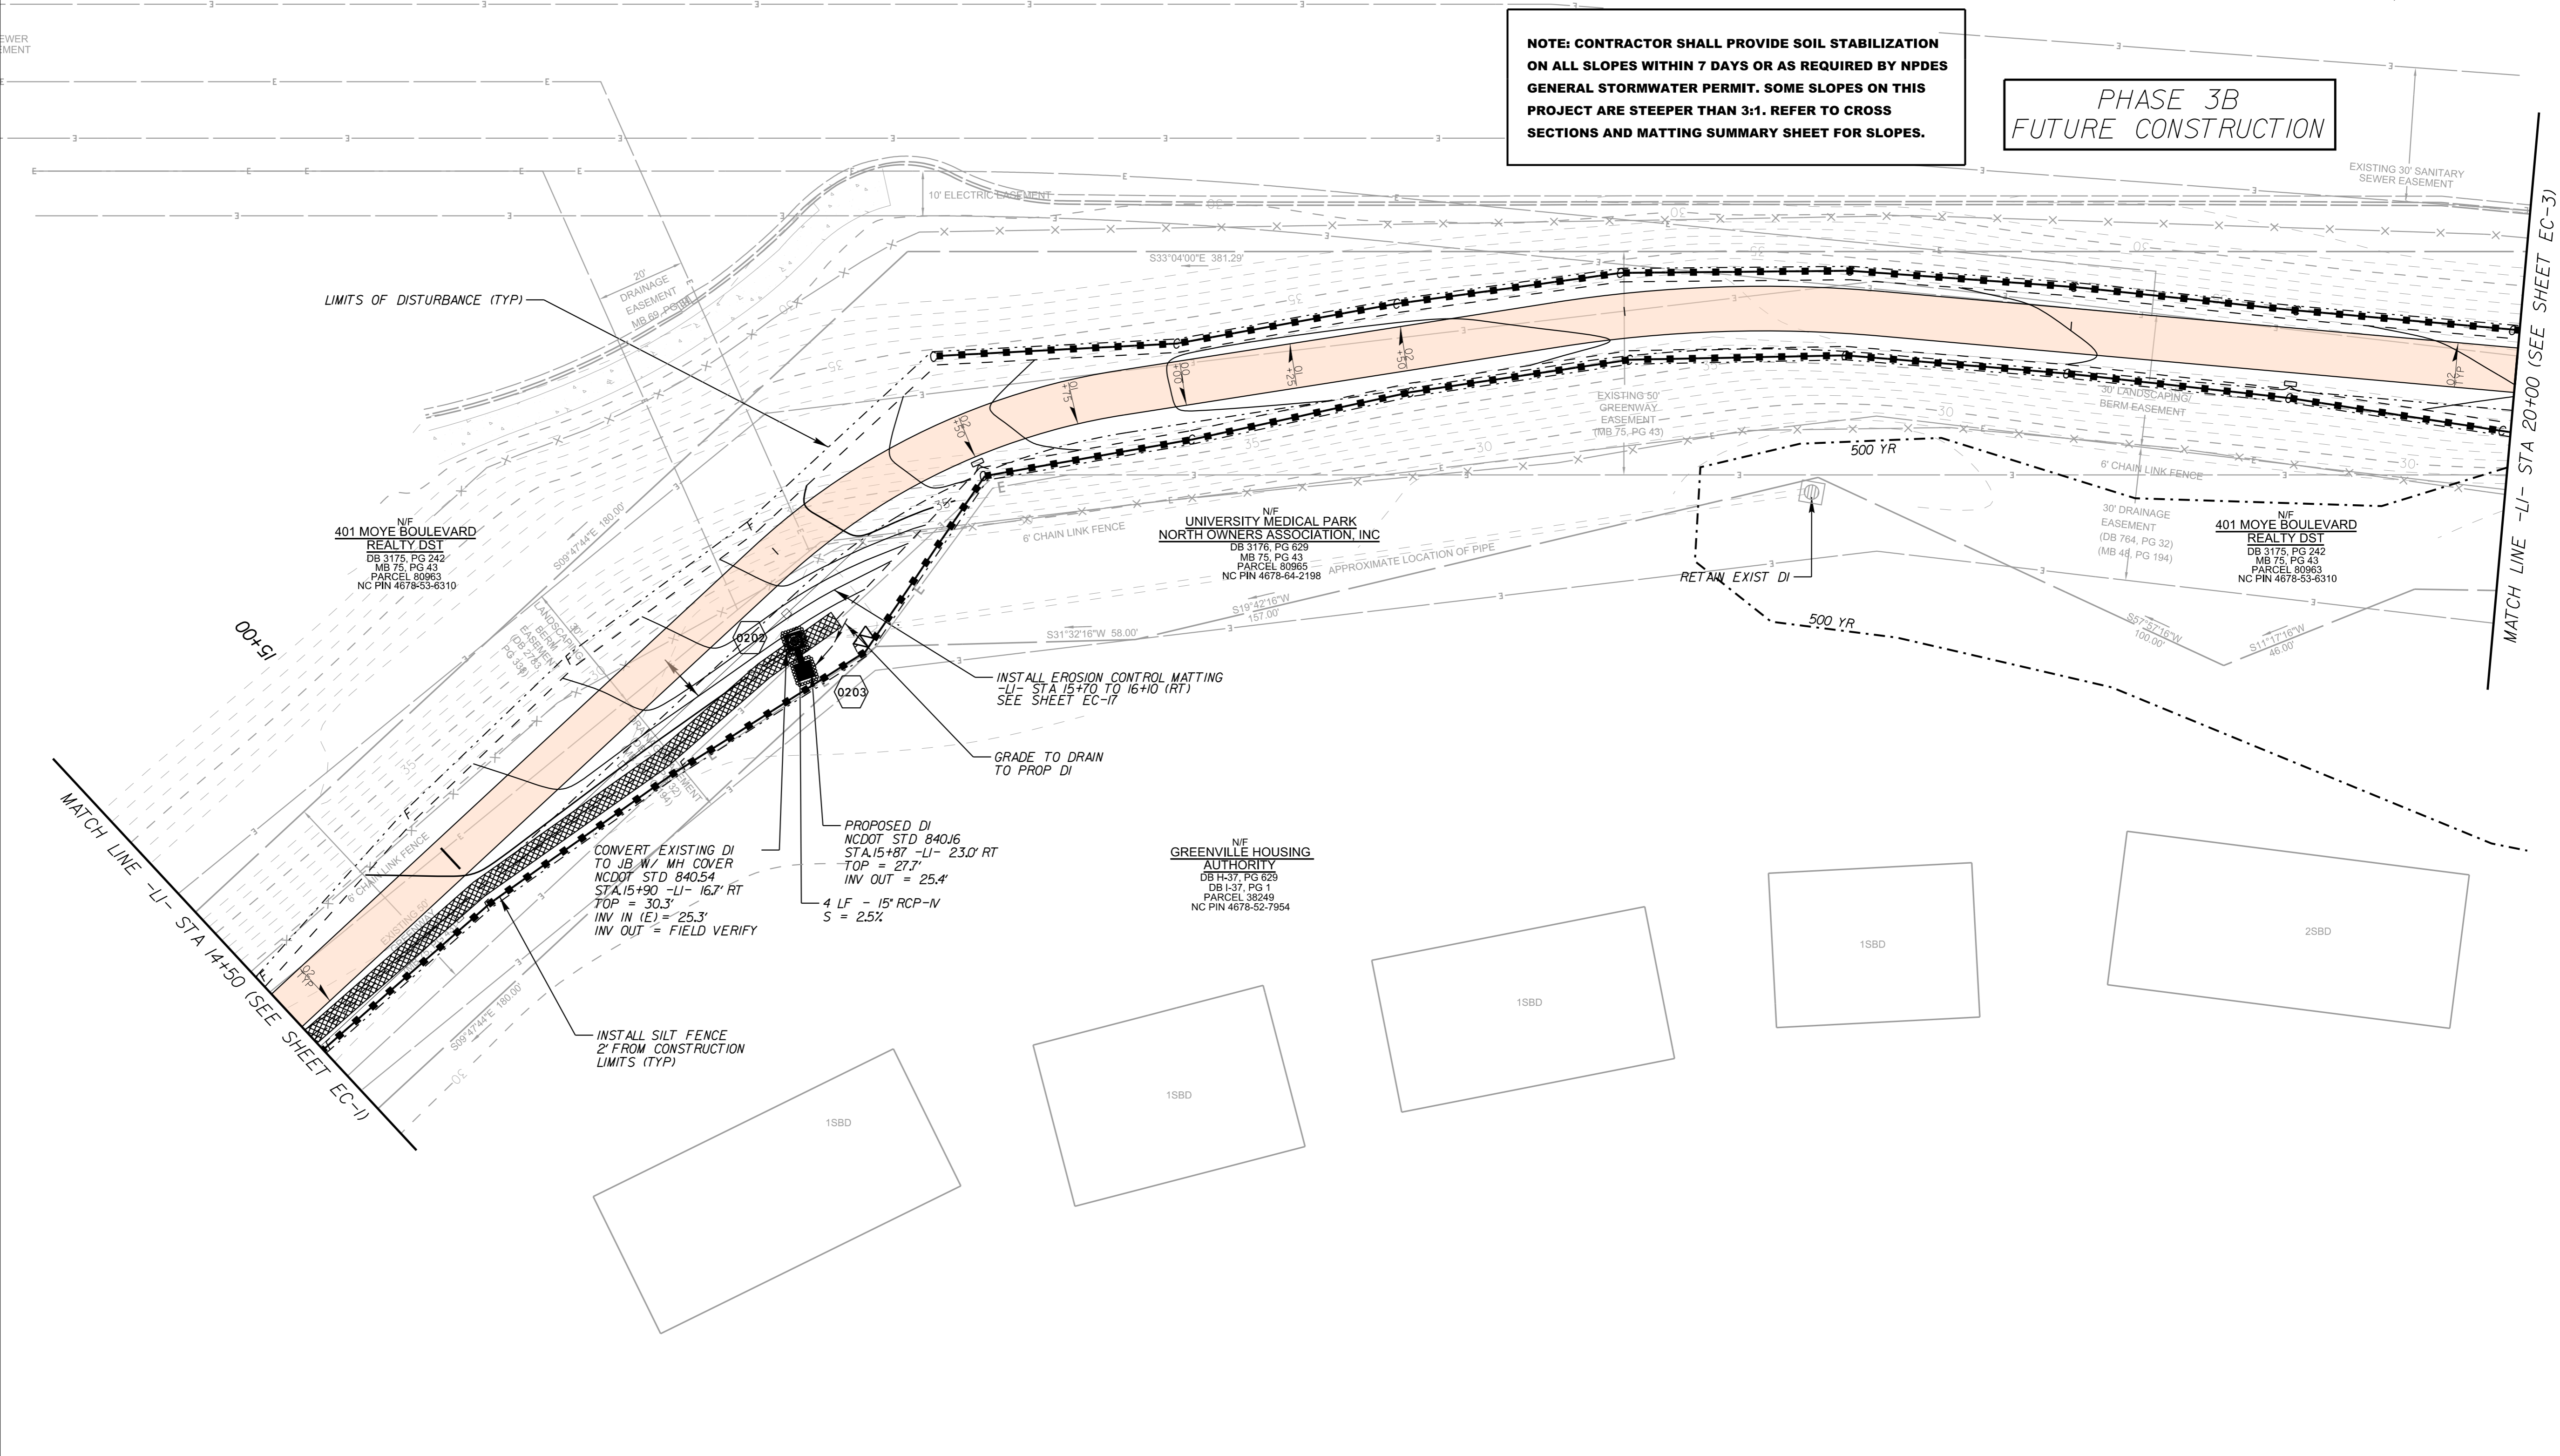 NOTE: CONTRACTOR SHALL PROVIDE SOIL STABILIZATION
ON ALL SLOPES WITHIN 7 DAYS OR AS REQUIRED BY NPDES
GENERAL STORMWATER PERMIT. SOME SLOPES ON THIS
PROJECT ARE STEEPER THAN 3:1. REFER TO CROSS
SECTIONS AND MATTING SUMMARY SHEET FOR SLOPES.
PHASE 3B
FUTURE CONSTRUCTION
EXISTING 30' SANITARY
SEWER EASEMENT
10' ELECTRIC EASEMENT
S33°04'00"E 381.29'
20'
DRAINAGE
EASEMENT
LIMITS OF DISTURBANCE (TYP)
MATCH LINE -L1- STA 20+00 (SEE SHEET EC-3)
EXISTING 50'
GREENWAY
EASEMENT
(MB 75, PG 43)
30' LANDSCAPING/
BERM EASEMENT
500 YR
6' CHAIN LINK FENCE
30' DRAINAGE
EASEMENT
(DB 764, PG 32)
(MB 48, PG 194)
N/F
401 MOYE BOULEVARD
REALTY DST
DB 3175, PG 242
MB 75, PG 43
PARCEL 80963
NC PIN 4678-53-6310
S09°47'44"E 180.00'
6' CHAIN LINK FENCE
N/F
UNIVERSITY MEDICAL PARK
NORTH OWNERS ASSOCIATION, INC
DB 3176, PG 629
MB 75, PG 43
PARCEL 80965
NC PIN 4678-64-2198
APPROXIMATE LOCATION OF PIPE
RETAIN EXIST DI
N/F
401 MOYE BOULEVARD
REALTY DST
DB 3175, PG 242
MB 75, PG 43
PARCEL 80963
NC PIN 4678-53-6310
S19°42'16"W
157.00'
S31°32'16"W 58.00'
500 YR
S57°57'16"W
100.00'
S11°17'16"W
46.00'
15+00
0202
0203
INSTALL EROSION CONTROL MATTING
-L1- STA 15+70 TO 16+10 (RT)
SEE SHEET EC-17
GRADE TO DRAIN
TO PROP DI
PROPOSED DI
NCDOT STD 840.16
STA.15+87 -L1- 23.0' RT
TOP = 27.7'
INV OUT = 25.4'
4 LF - 15" RCP-IV
S = 2.5%
CONVERT EXISTING DI
TO JB W/ MH COVER
NCDOT STD 840.54
STA.15+90 -L1- 16.7' RT
TOP = 30.3'
INV IN (E) = 25.3'
INV OUT = FIELD VERIFY
MATCH LINE -L1- STA 14+50 (SEE SHEET EC-1)
6' CHAIN LINK FENCE
INSTALL SILT FENCE
2' FROM CONSTRUCTION
LIMITS (TYP)
S09°47'44"E 180.00'
N/F
GREENVILLE HOUSING
AUTHORITY
DB H-37, PG 629
DB I-37, PG 1
PARCEL 38249
NC PIN 4678-52-7954
1SBD
1SBD
1SBD
1SBD
2SBD